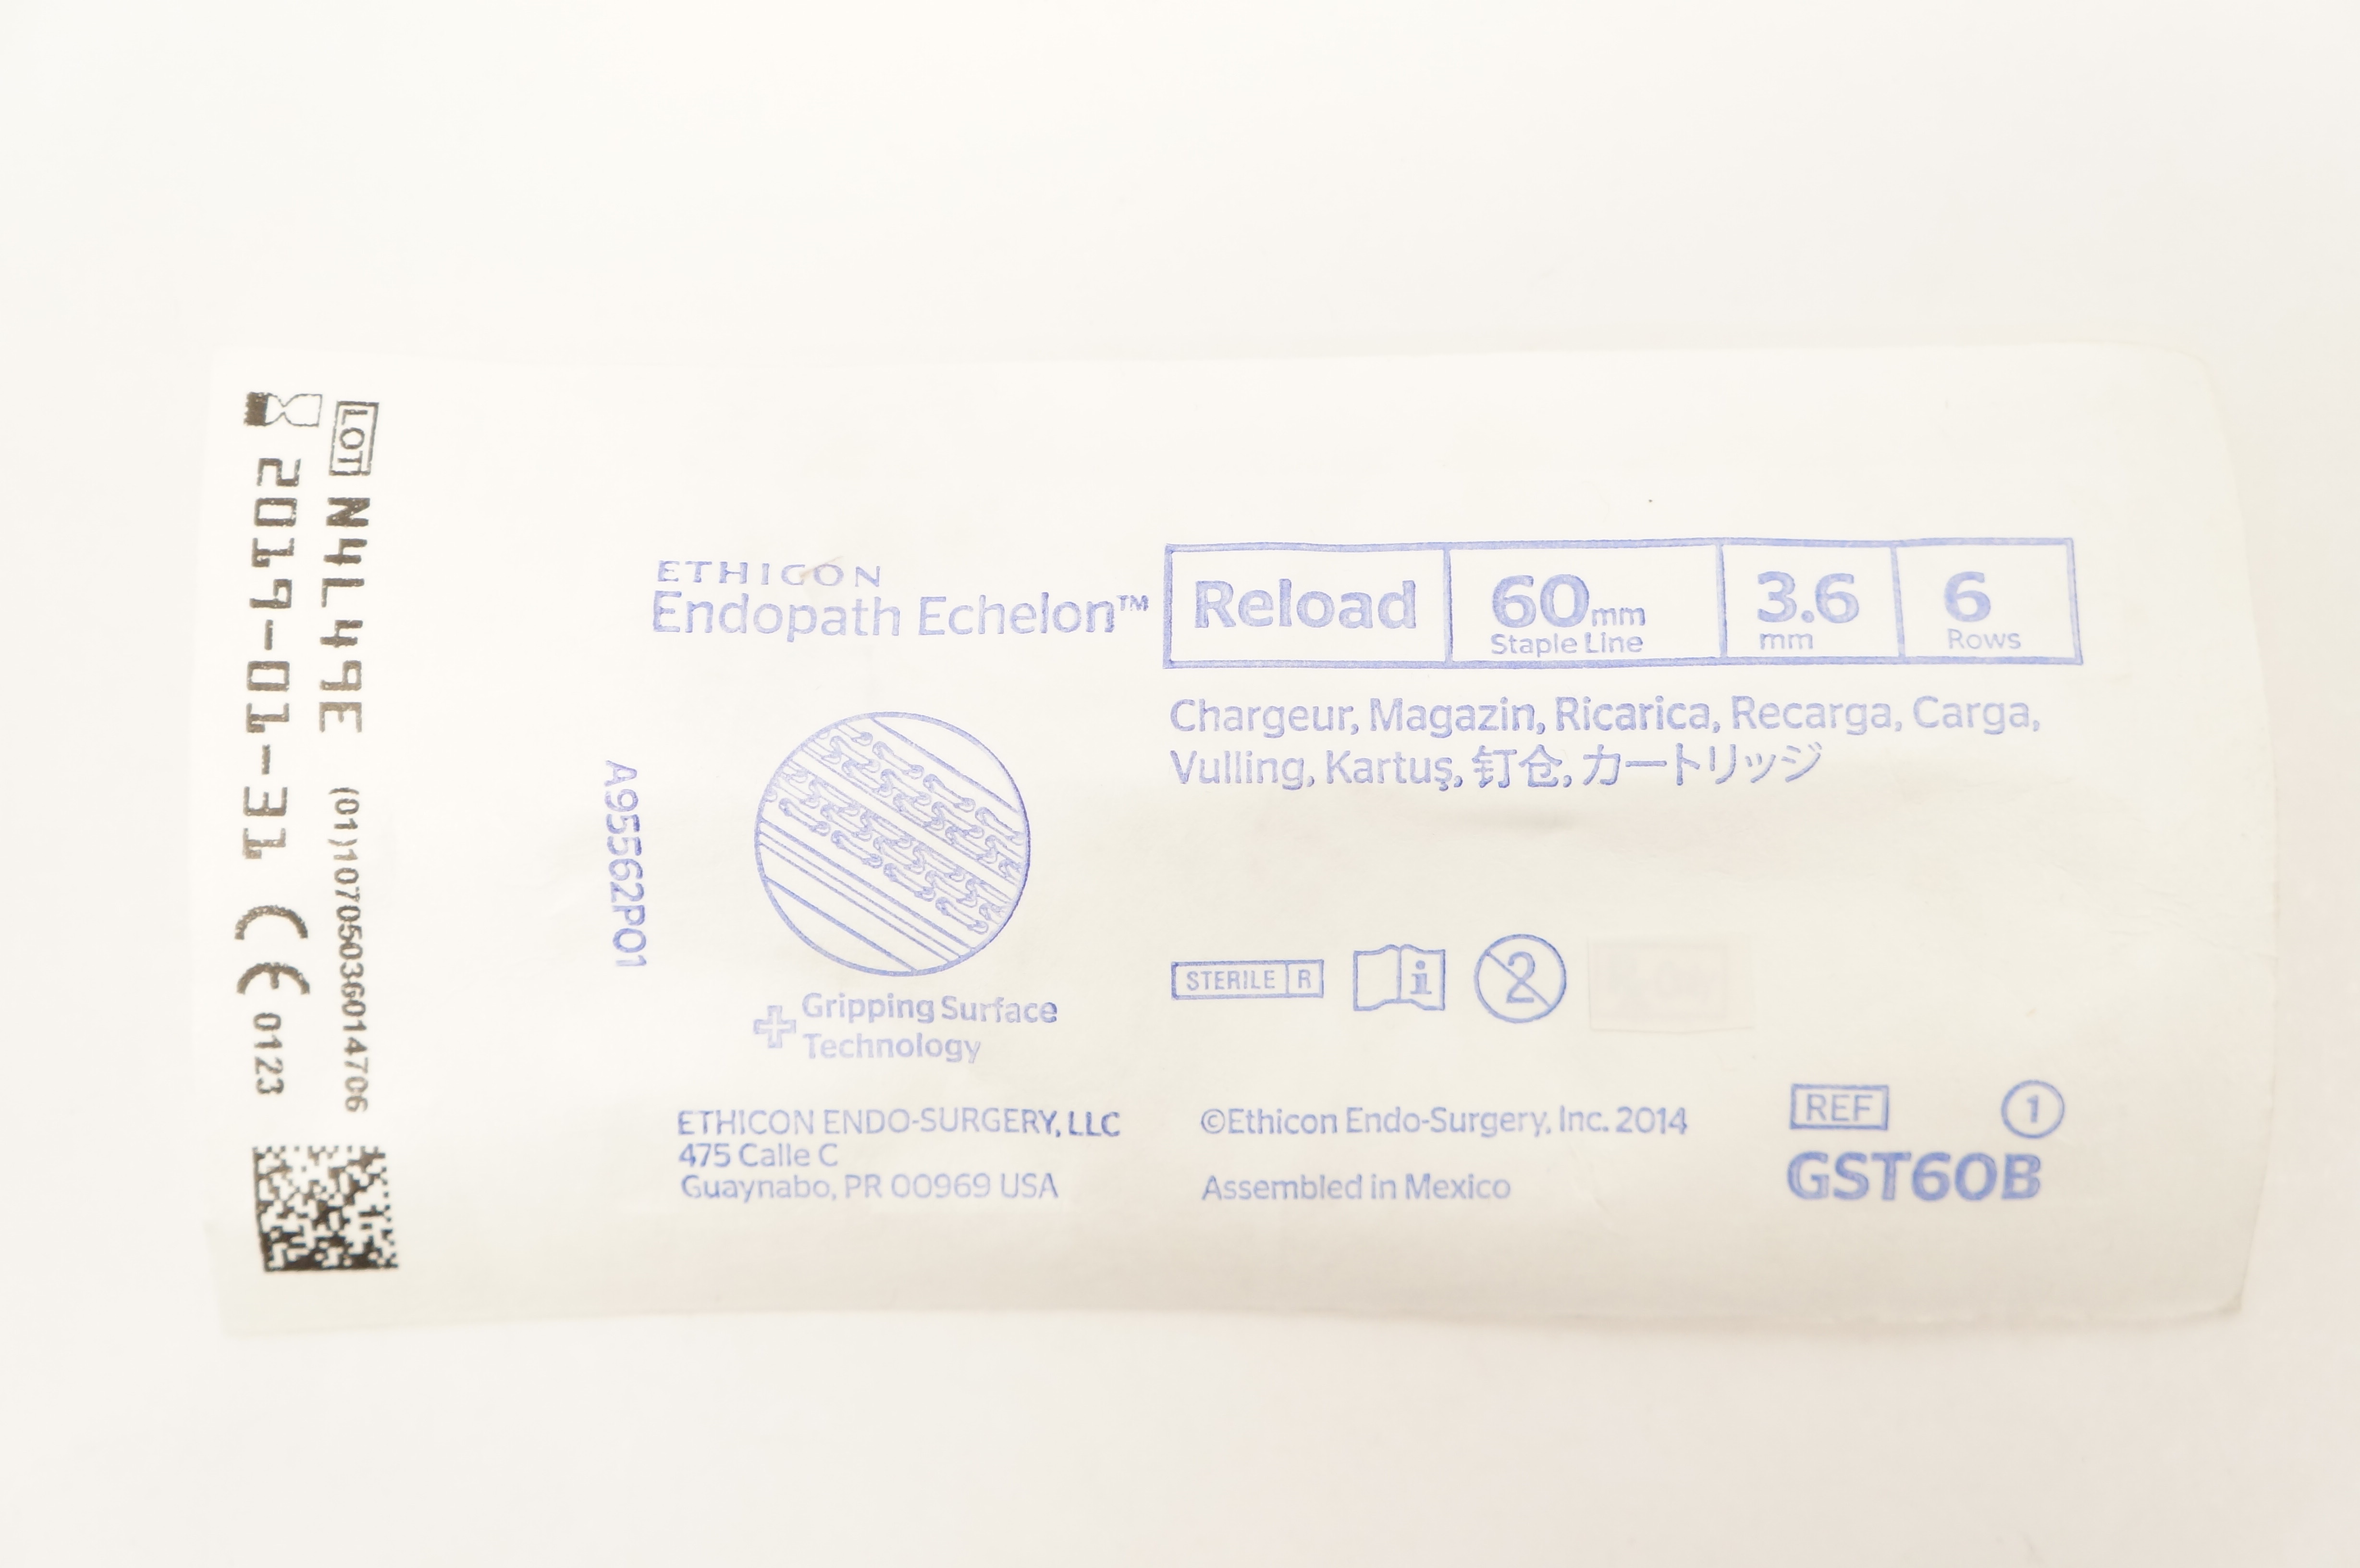 LOT N4L49E (01)10705036014706
2019-01-31 CE 0123
ETHICON
Endopath Echelon™
Reload
60mm
Staple Line
3.6
mm
6
Rows
Chargeur, Magazin, Ricarica, Recarga, Carga,
Vulling, Kartuş, 钉仓, カートリッジ
A95562P01
Gripping Surface
Technology
STERILE R
i
2
ETHICON ENDO-SURGERY, LLC
475 Calle C
Guaynabo, PR 00969 USA
©Ethicon Endo-Surgery, Inc. 2014
Assembled in Mexico
REF
1
GST60B